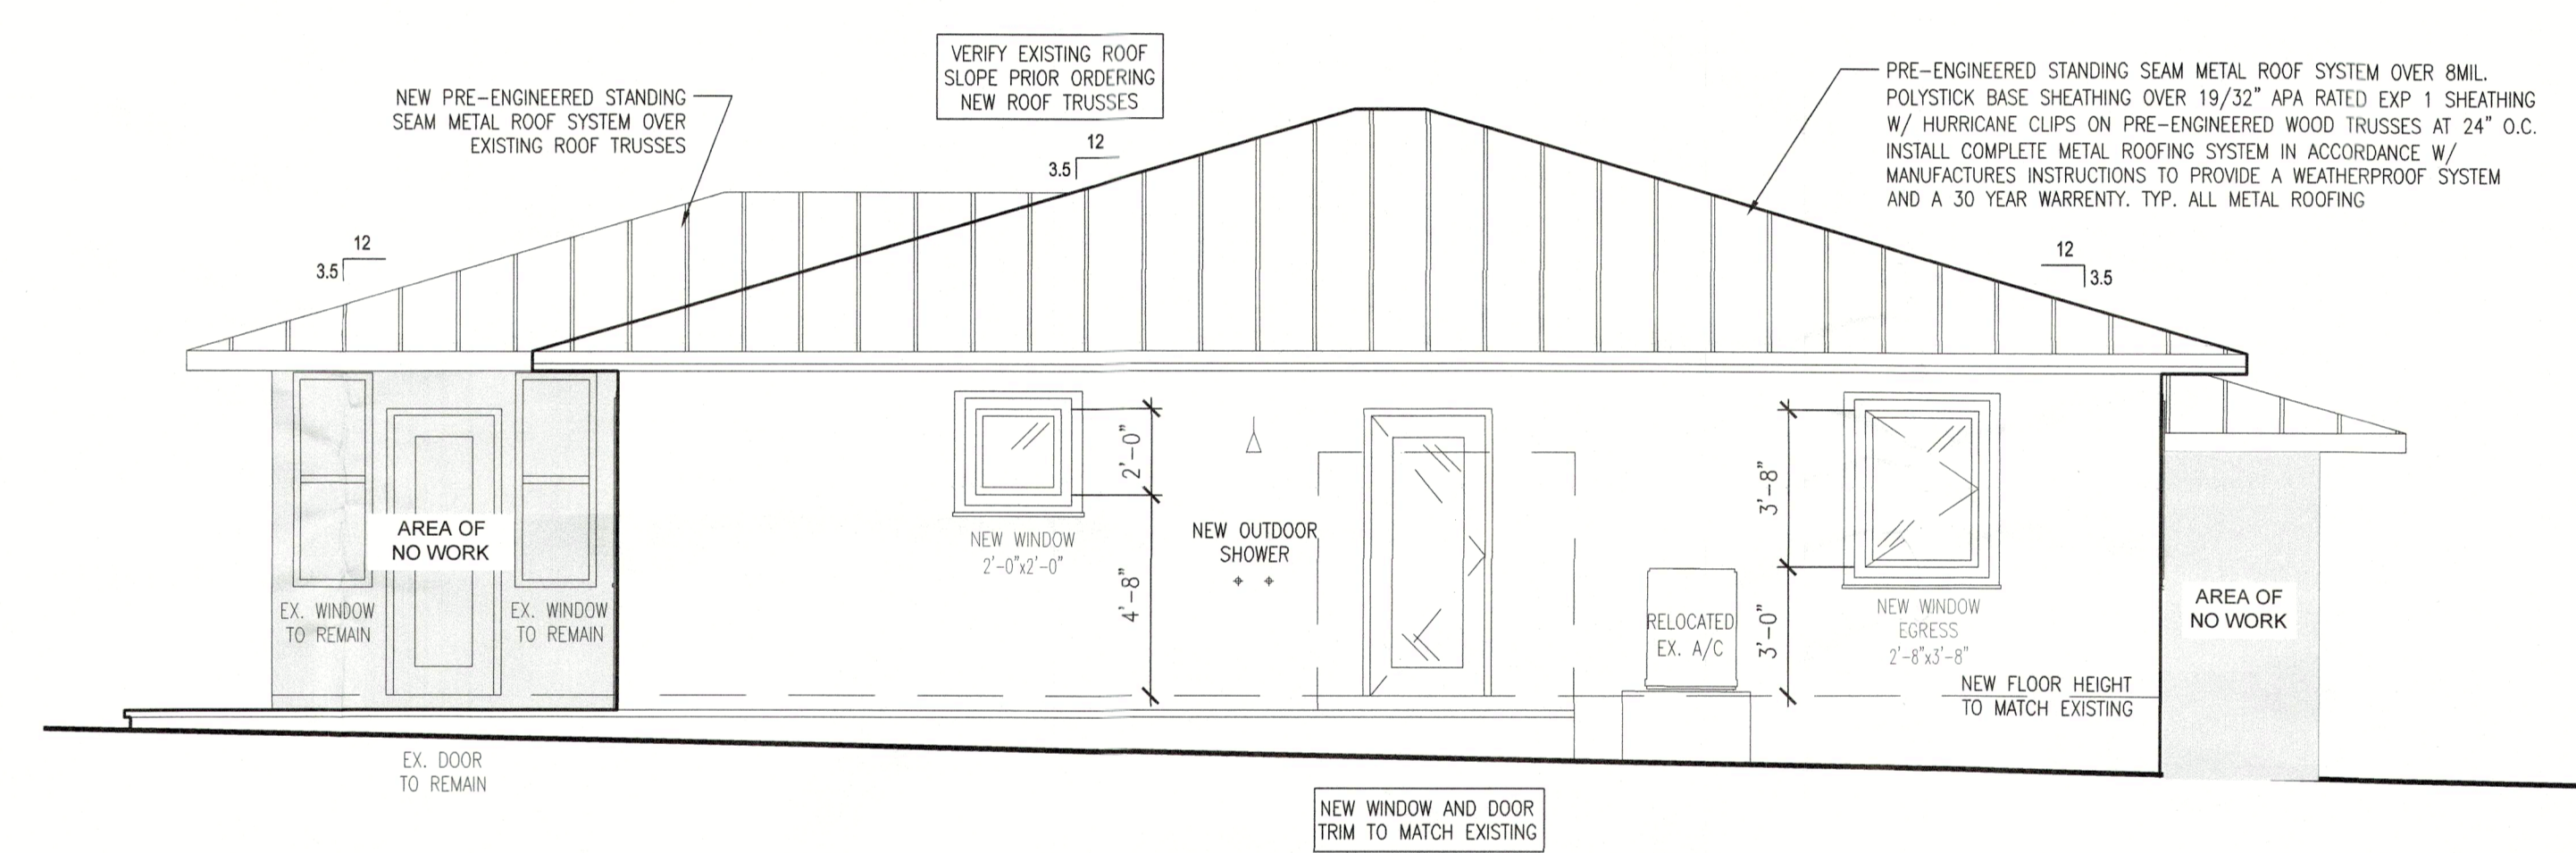 VERIFY EXISTING ROOF
SLOPE PRIOR ORDERING
NEW ROOF TRUSSES
NEW PRE-ENGINEERED STANDING
SEAM METAL ROOF SYSTEM OVER
EXISTING ROOF TRUSSES
PRE-ENGINEERED STANDING SEAM METAL ROOF SYSTEM OVER 8MIL.
POLYSTICK BASE SHEATHING OVER 19/32" APA RATED EXP 1 SHEATHING
W/ HURRICANE CLIPS ON PRE-ENGINEERED WOOD TRUSSES AT 24" O.C.
INSTALL COMPLETE METAL ROOFING SYSTEM IN ACCORDANCE W/
MANUFACTURES INSTRUCTIONS TO PROVIDE A WEATHERPROOF SYSTEM
AND A 30 YEAR WARRENTY. TYP. ALL METAL ROOFING
12
3.5
12
3.5
12
3.5
AREA OF
NO WORK
EX. WINDOW
TO REMAIN
EX. WINDOW
TO REMAIN
EX. DOOR
TO REMAIN
NEW WINDOW
2'-0"x2'-0"
2'-0"
4'-8"
NEW OUTDOOR
SHOWER
RELOCATED
EX. A/C
3'-8"
3'-0"
NEW WINDOW
EGRESS
2'-8"x3'-8"
NEW FLOOR HEIGHT
TO MATCH EXISTING
AREA OF
NO WORK
NEW WINDOW AND DOOR
TRIM TO MATCH EXISTING